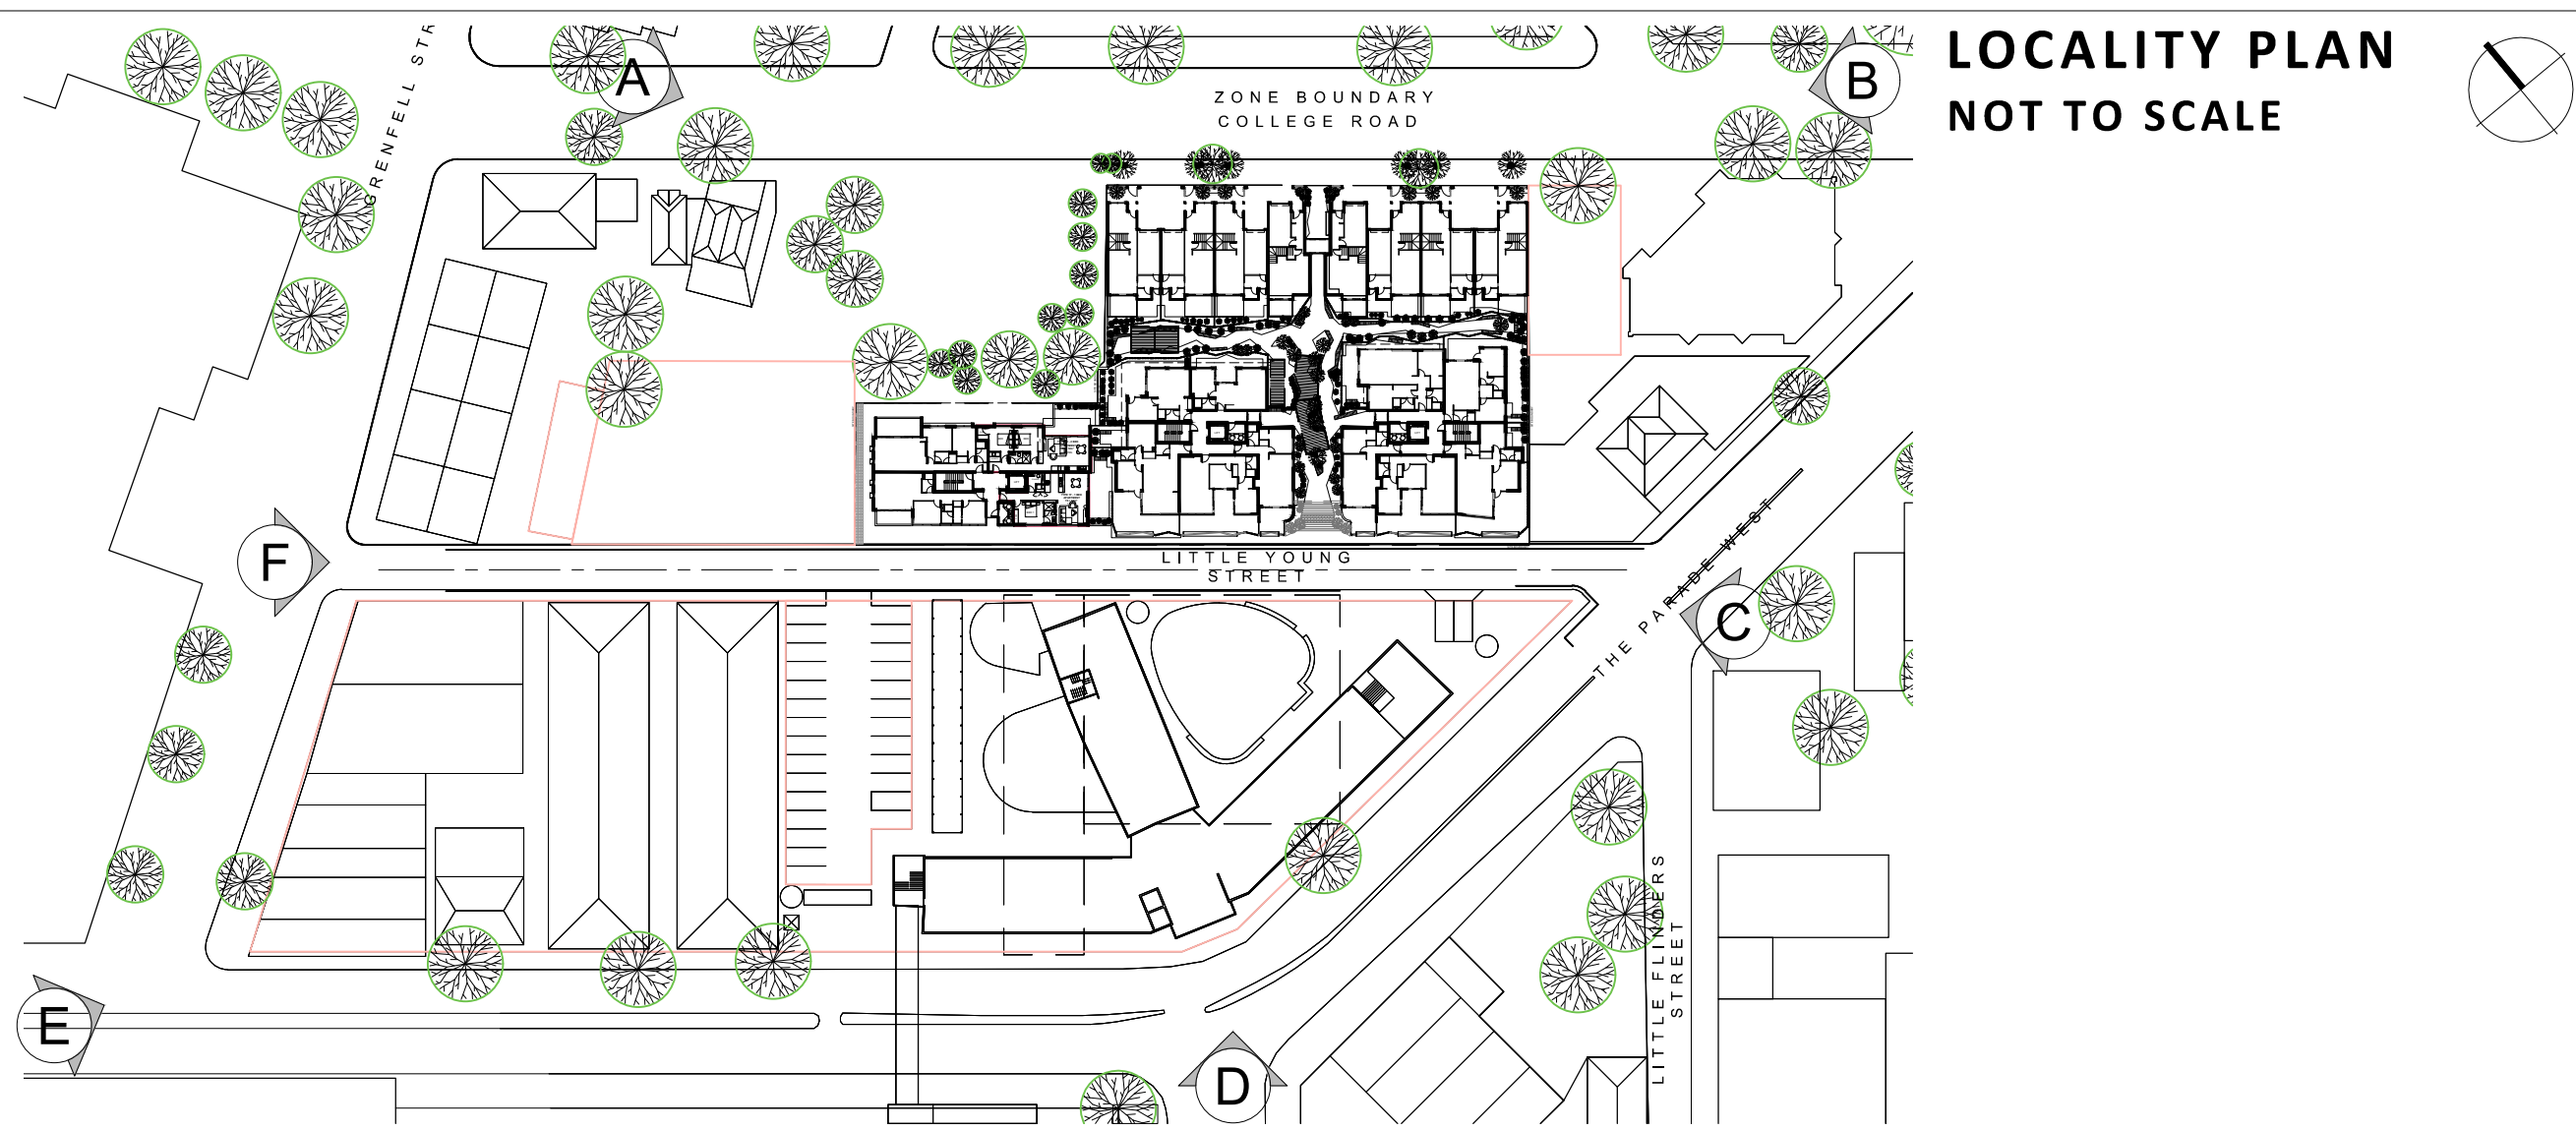 LOCALITY PLAN
NOT TO SCALE
GRENFELL STR
A
B
ZONE BOUNDARY
COLLEGE ROAD
F
LITTLE YOUNG
STREET
THE PARADE WEST
C
LITTLE FLINDERS
STREET
E
D